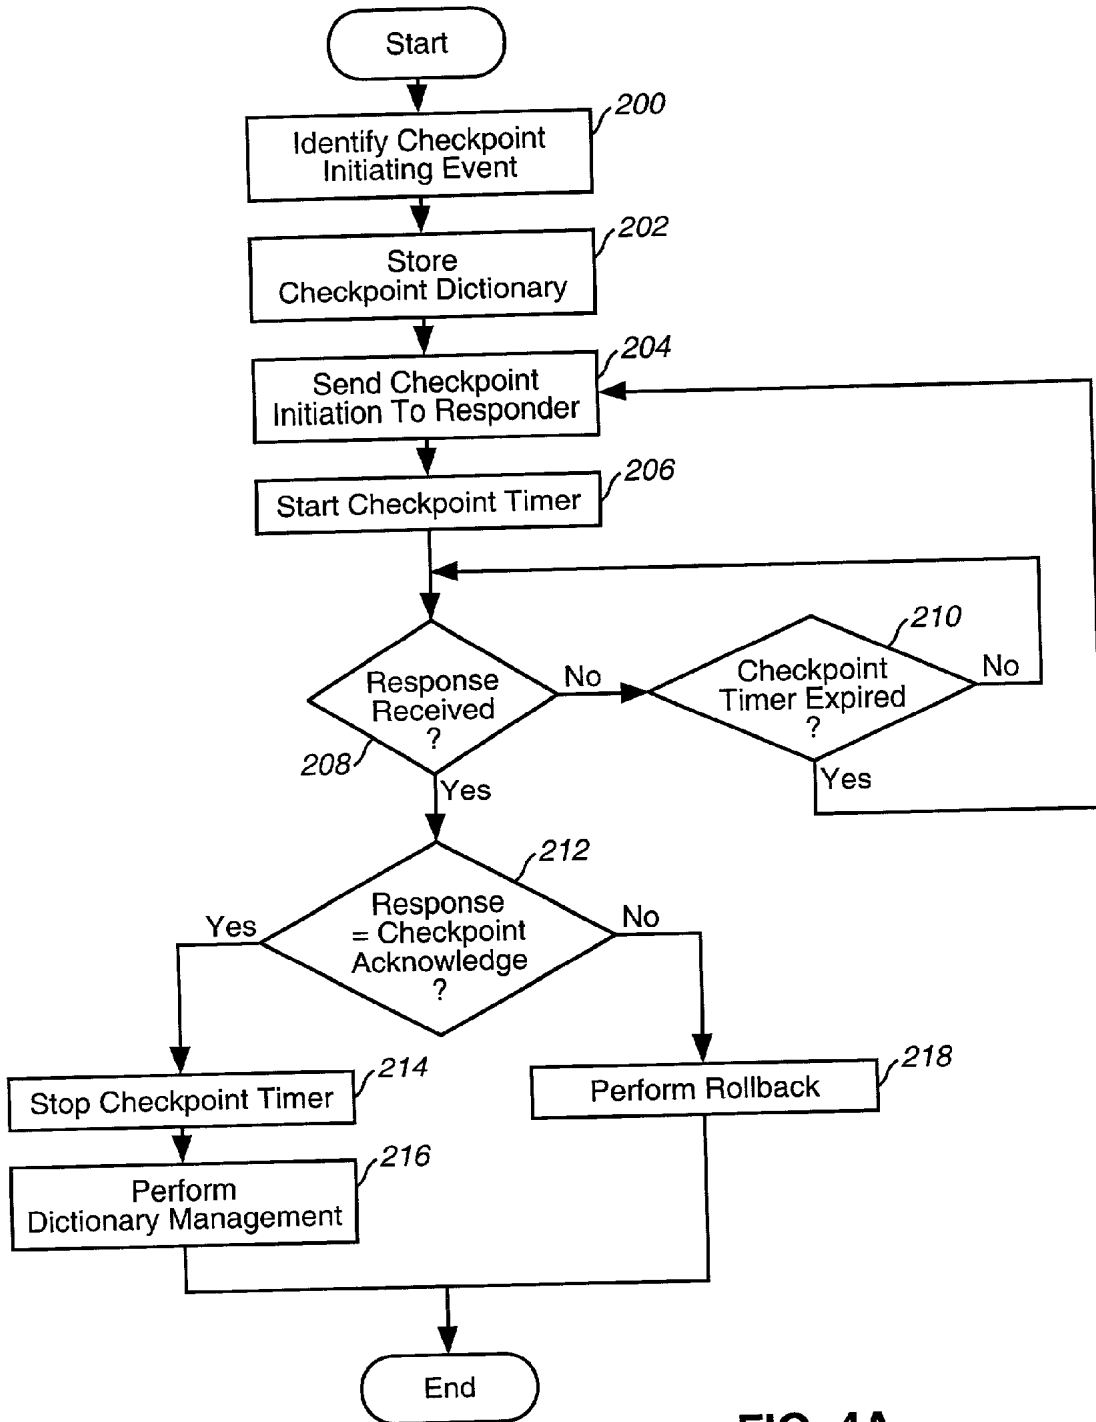 Start
200
Identify Checkpoint
Initiating Event
202
Store
Checkpoint Dictionary
204
Send Checkpoint
Initiation To Responder
206
Start Checkpoint Timer
210
Response
Received
?
No
Checkpoint
Timer Expired
?
No
208
Yes
Yes
212
Response
= Checkpoint
Acknowledge
?
Yes
No
214
Stop Checkpoint Timer
218
Perform Rollback
216
Perform
Dictionary Management
End
FIG. 4A